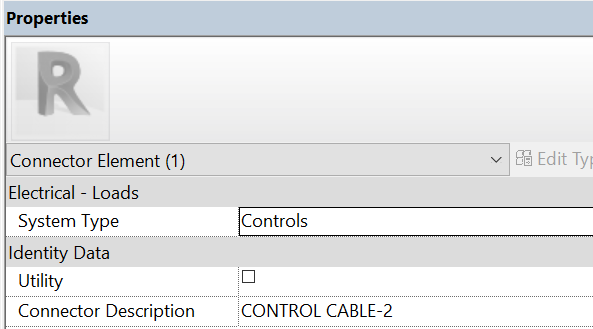 Properties
Connector Element (1)
Edit Typ
Electrical - Loads
System Type Controls
Identity Data
Utility
Connector Description CONTROL CABLE-2